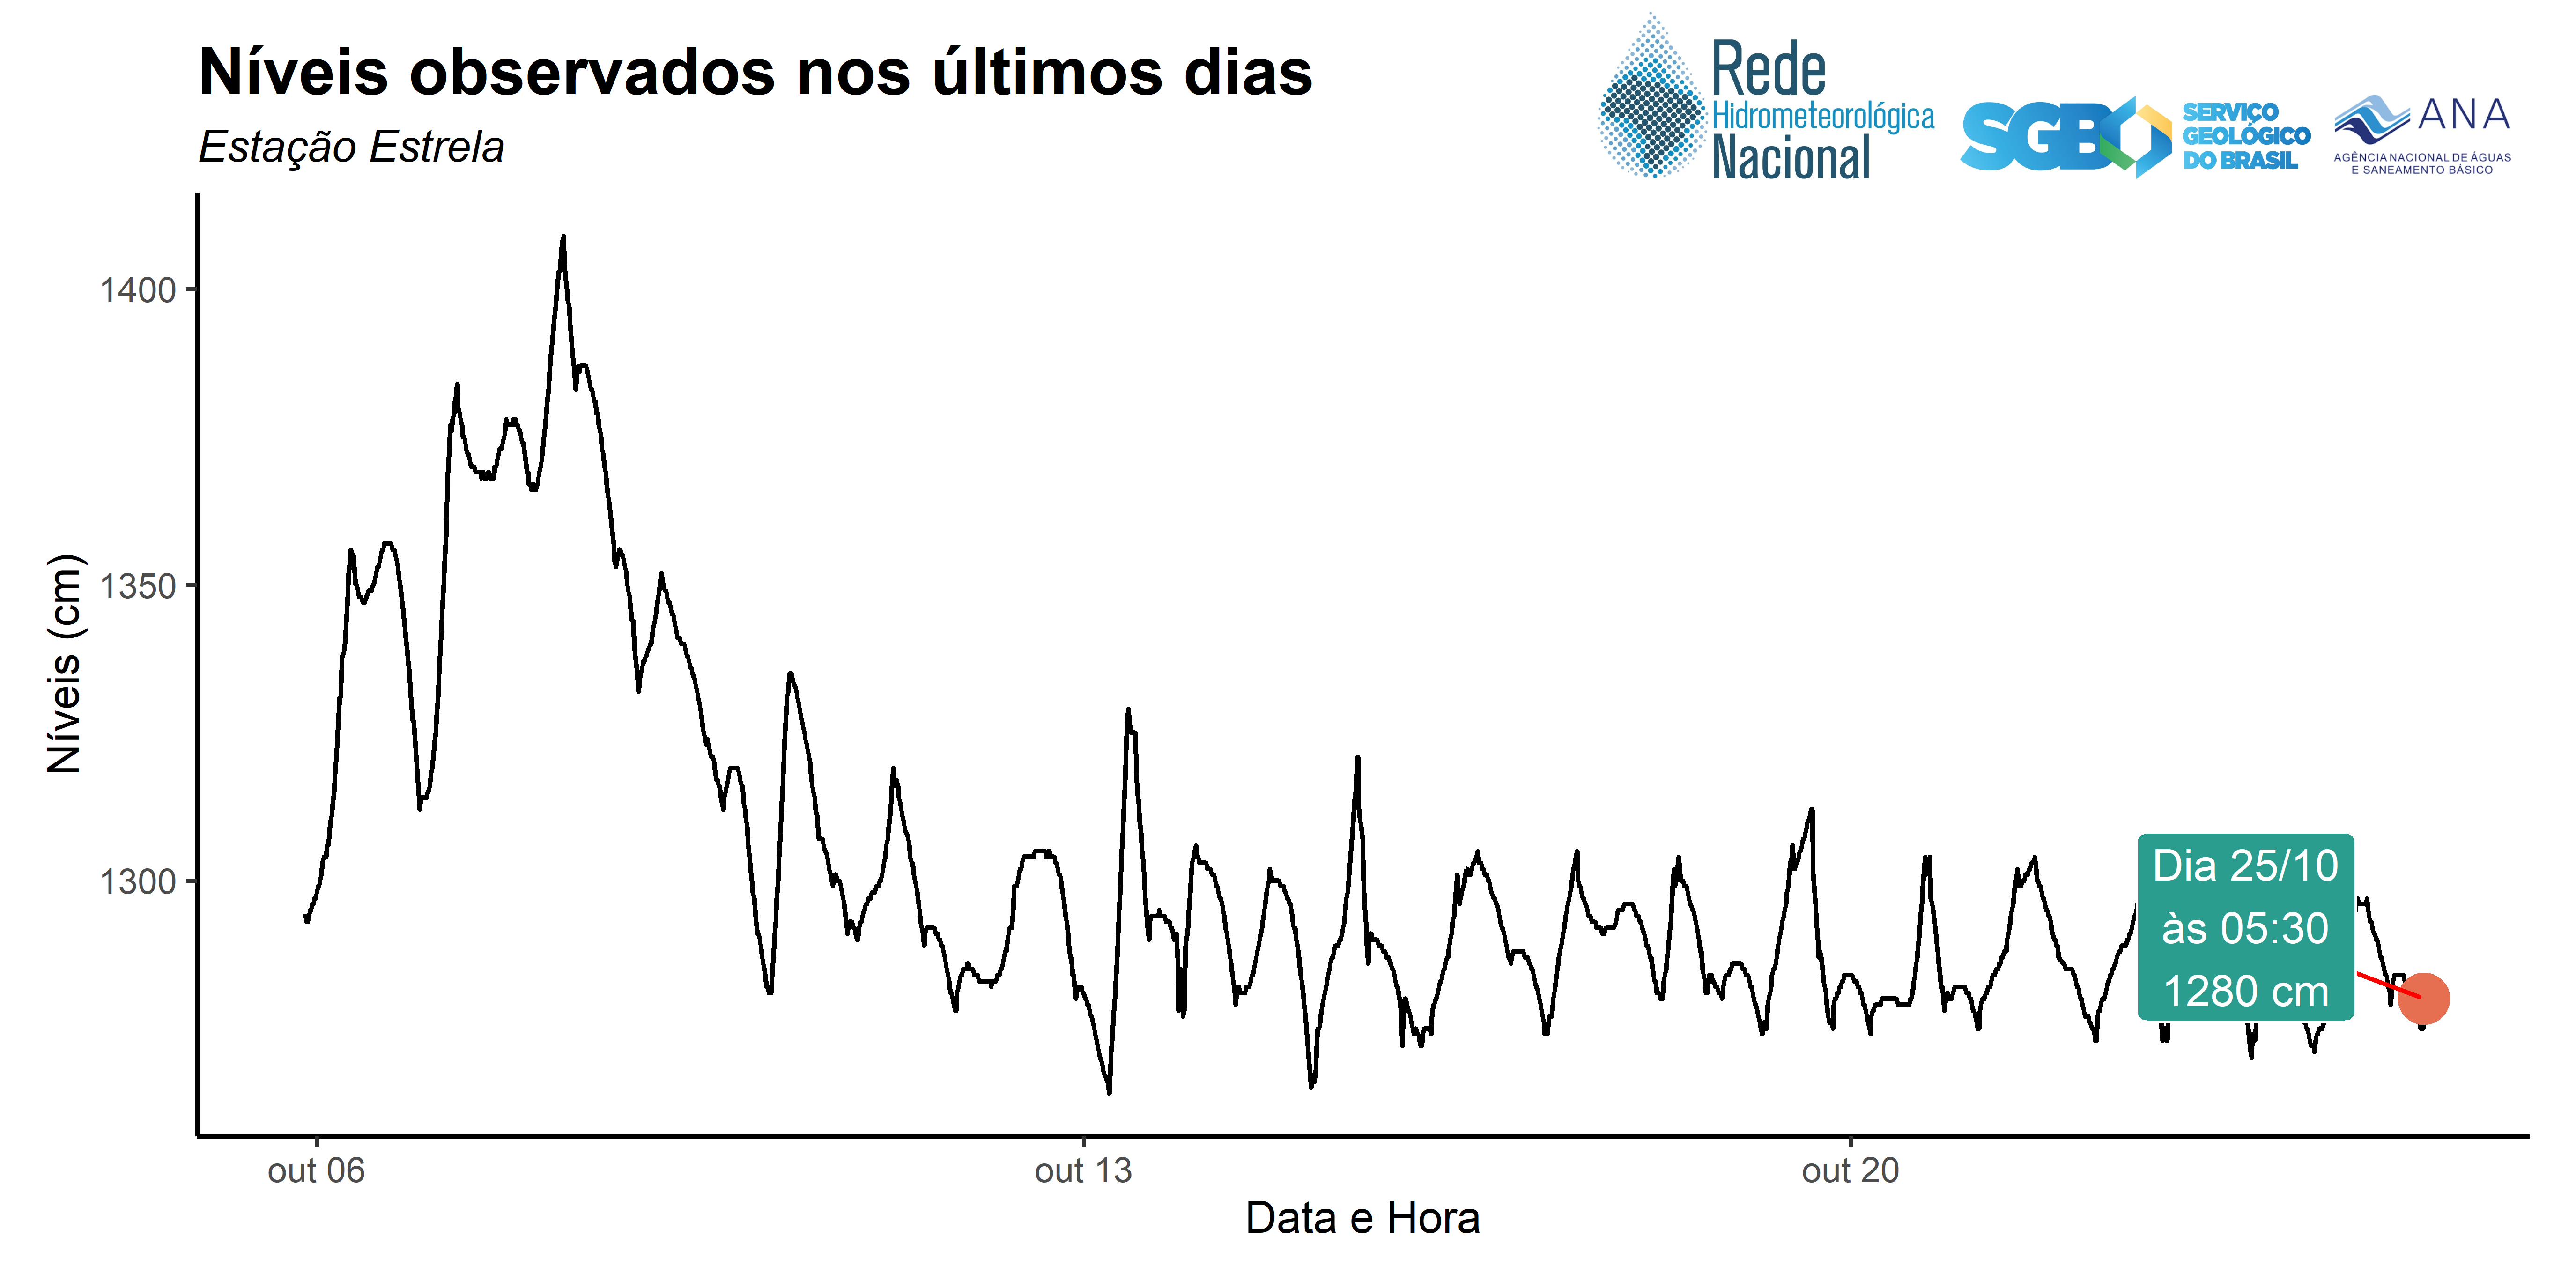 Níveis observados nos últimos dias
Estação Estrela
Rede
Hidrometeorológica
Nacional
SGB
SERVIÇO
GEOLÓGICO
DO BRASIL
ANA
AGÊNCIA NACIONAL DE ÁGUAS
E SANEAMENTO BÁSICO
Níveis (cm)
1400
1350
1300
Dia 25/10
às 05:30
1280 cm
out 06
out 13
out 20
Data e Hora